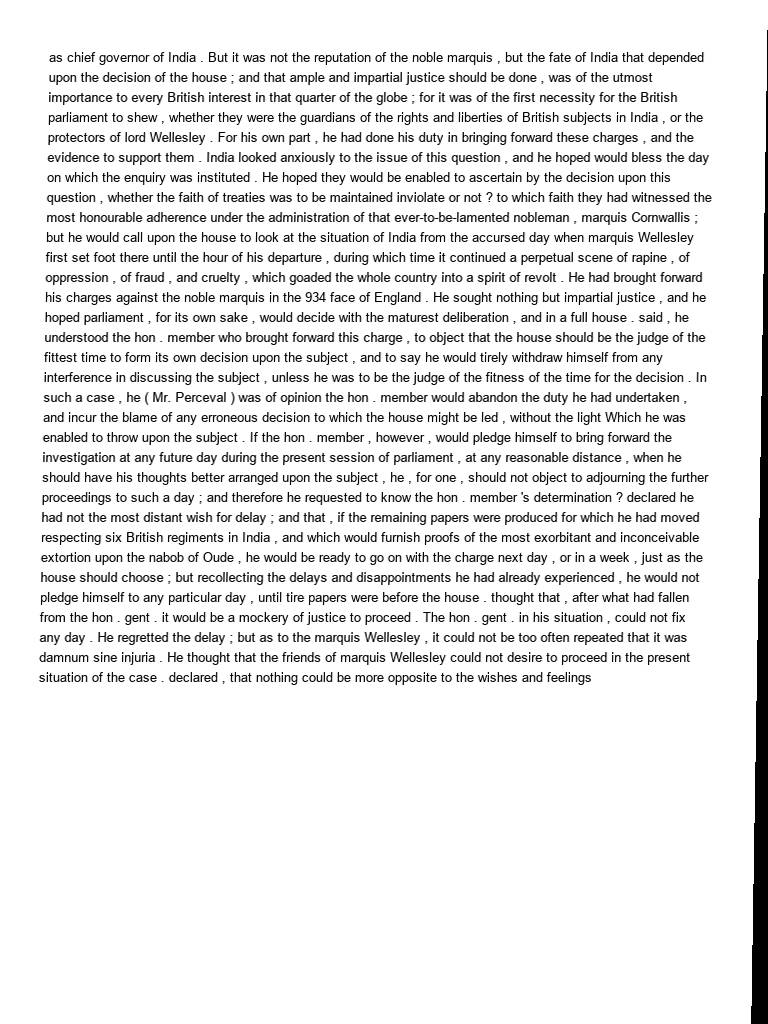 as chief governor of India . But it was not the reputation of the noble marquis , but the fate of India that depended
upon the decision of the house ; and that ample and impartial justice should be done , was of the utmost
importance to every British interest in that quarter of the globe ; for it was of the first necessity for the British
parliament to shew , whether they were the guardians of the rights and liberties of British subjects in India , or the
protectors of lord Wellesley . For his own part , he had done his duty in bringing forward these charges , and the
evidence to support them . India looked anxiously to the issue of this question , and he hoped would bless the day
on which the enquiry was instituted . He hoped they would be enabled to ascertain by the decision upon this
question , whether the faith of treaties was to be maintained inviolate or not ? to which faith they had witnessed the
most honourable adherence under the administration of that ever-to-be-lamented nobleman , marquis Cornwallis ;
but he would call upon the house to look at the situation of India from the accursed day when marquis Wellesley
first set foot there until the hour of his departure , during which time it continued a perpetual scene of rapine , of
oppression , of fraud , and cruelty , which goaded the whole country into a spirit of revolt . He had brought forward
his charges against the noble marquis in the 934 face of England . He sought nothing but impartial justice , and he
hoped parliament , for its own sake , would decide with the maturest deliberation , and in a full house . said , he
understood the hon . member who brought forward this charge , to object that the house should be the judge of the
fittest time to form its own decision upon the subject , and to say he would tirely withdraw himself from any
interference in discussing the subject , unless he was to be the judge of the fitness of the time for the decision . In
such a case , he ( Mr. Perceval ) was of opinion the hon . member would abandon the duty he had undertaken ,
and incur the blame of any erroneous decision to which the house might be led , without the light Which he was
enabled to throw upon the subject . If the hon . member , however , would pledge himself to bring forward the
investigation at any future day during the present session of parliament , at any reasonable distance , when he
should have his thoughts better arranged upon the subject , he , for one , should not object to adjourning the further
proceedings to such a day ; and therefore he requested to know the hon . member 's determination ? declared he
had not the most distant wish for delay ; and that , if the remaining papers were produced for which he had moved
respecting six British regiments in India , and which would furnish proofs of the most exorbitant and inconceivable
extortion upon the nabob of Oude , he would be ready to go on with the charge next day , or in a week , just as the
house should choose ; but recollecting the delays and disappointments he had already experienced , he would not
pledge himself to any particular day , until tire papers were before the house . thought that , after what had fallen
from the hon . gent . it would be a mockery of justice to proceed . The hon . gent . in his situation , could not fix
any day . He regretted the delay ; but as to the marquis Wellesley , it could not be too often repeated that it was
damnum sine injuria . He thought that the friends of marquis Wellesley could not desire to proceed in the present
situation of the case . declared , that nothing could be more opposite to the wishes and feelings